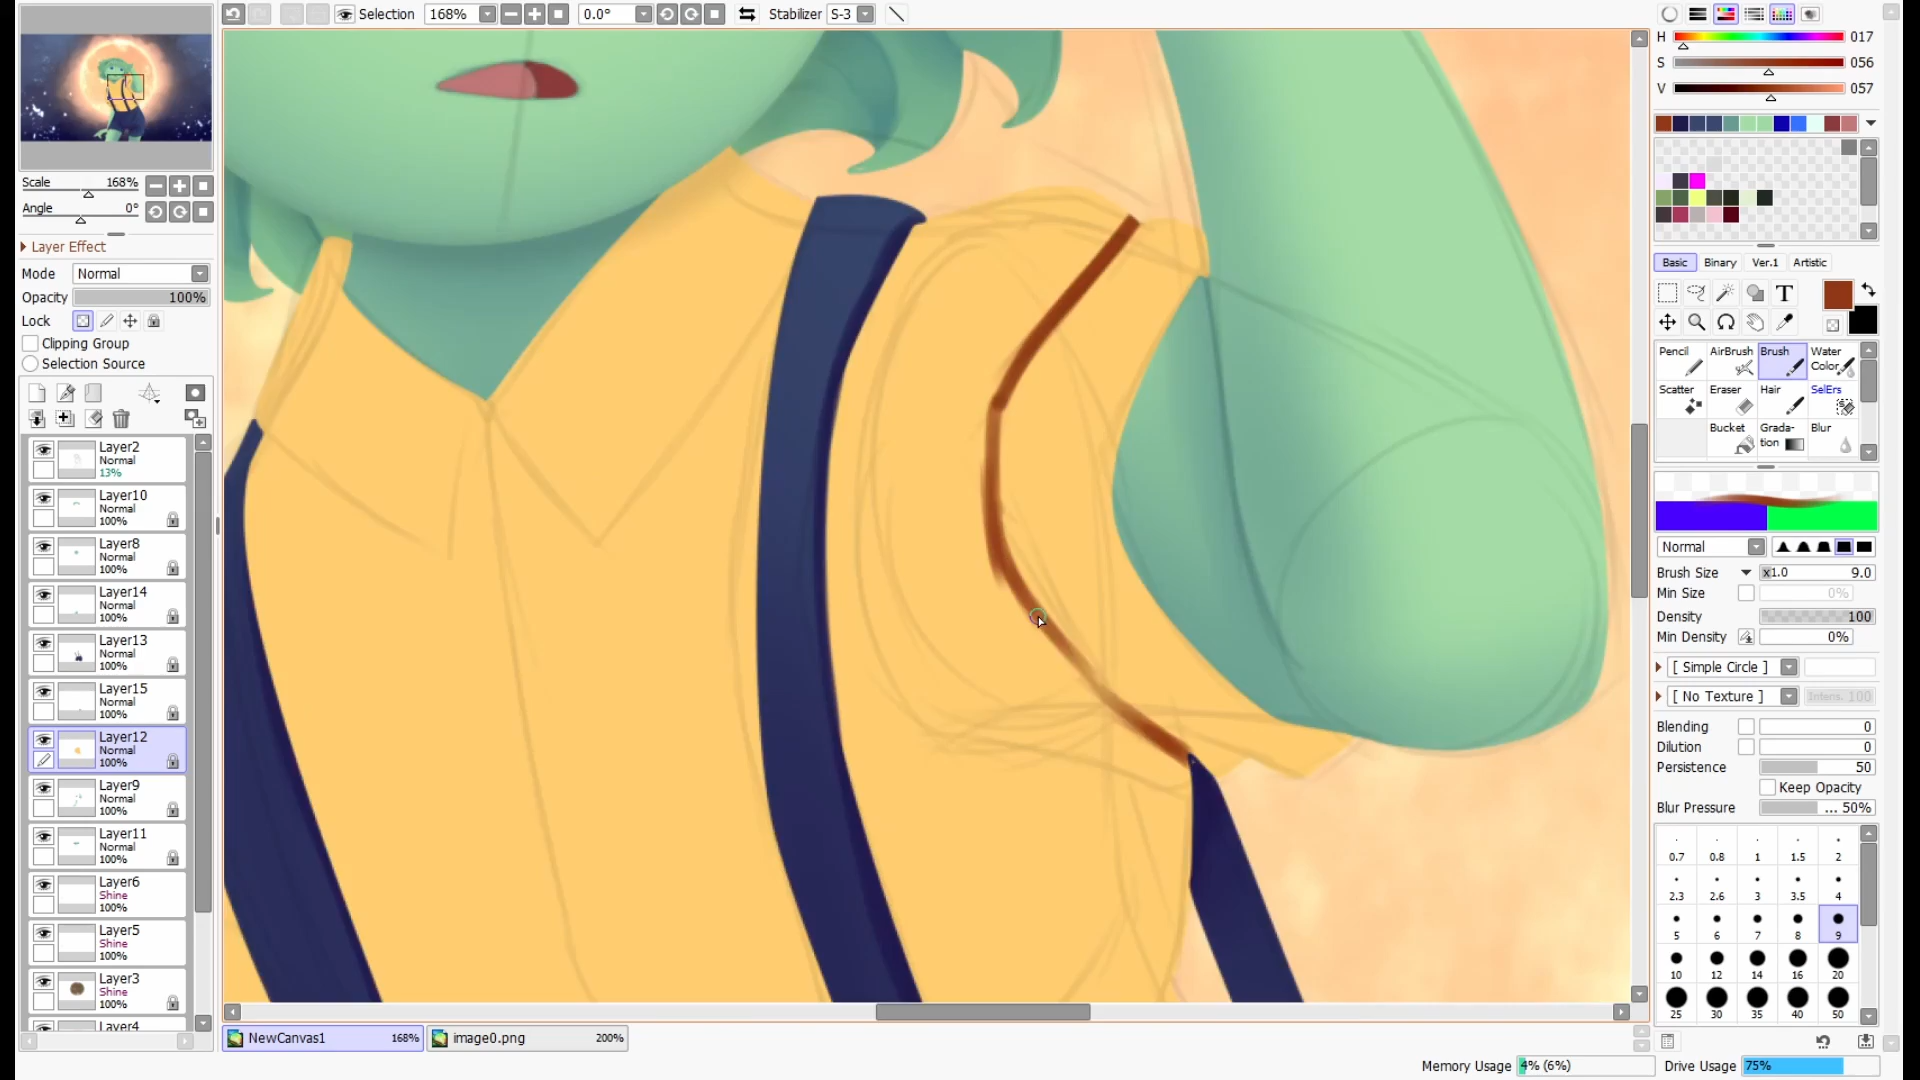 Selection 168% 0.0° Stabilizer S-3
Scale 168%
Angle 0°
Layer Effect
Mode Normal
Opacity 100%
Lock
Clipping Group
Selection Source
Layer2
Normal
13%
Layer10
Normal
100%
Layer8
Normal
100%
Layer14
Normal
100%
Layer13
Normal
100%
Layer15
Normal
100%
Layer12
Normal
100%
Layer9
Normal
100%
Layer11
Normal
100%
Layer6
Shine
100%
Layer5
Shine
100%
Layer3
Shine
100%
Layer4
NewCanvas1 168% image0.png 200%
H 017
S 056
V 057
Basic Binary Ver.1 Artistic
T
Pencil AirBrush Brush Water
Color
Scatter Eraser Hair SelErs
Bucket Grada- Blur
tion
Normal
Brush Size x1.0 9.0
Min Size 0%
Density 100
Min Density 0%
[ Simple Circle ]
[ No Texture ] Intens. 100
Blending 0
Dilution 0
Persistence 50
Keep Opacity
Blur Pressure ... 50%
0.7 0.8 1 1.5 2
2.3 2.6 3 3.5 4
5 6 7 8 9
10 12 14 16 20
25 30 35 40 50
Memory Usage 4% (6%) Drive Usage 75%